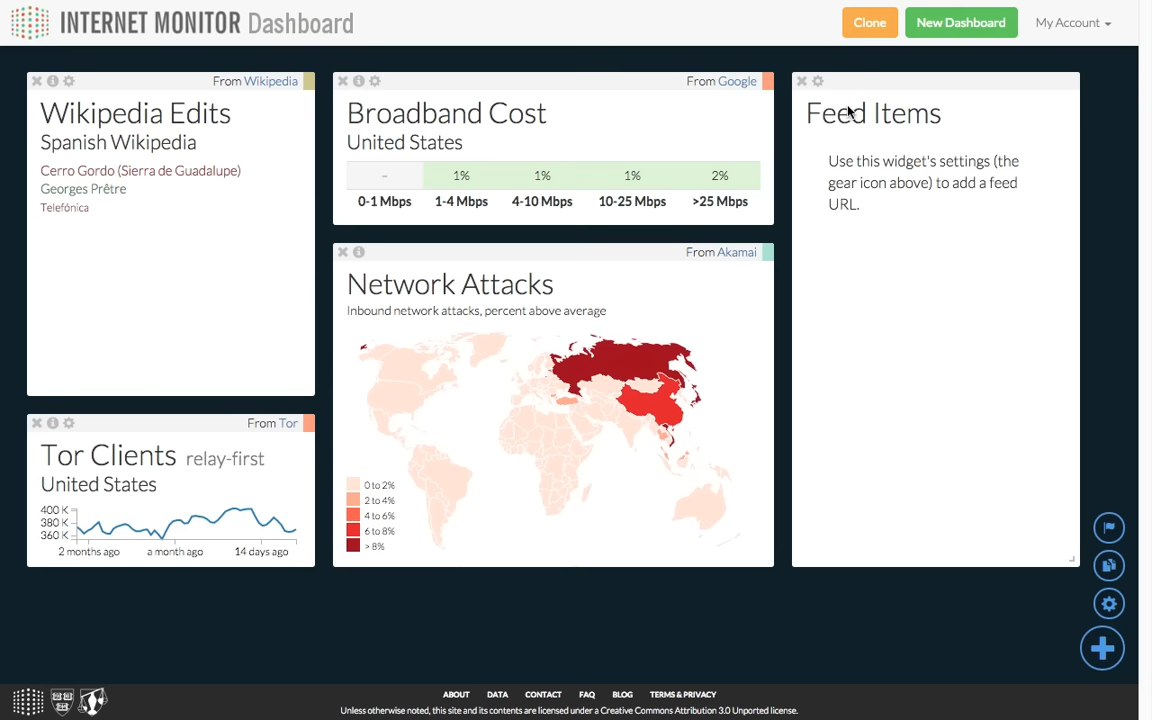 INTERNET MONITOR Dashboard
Clone
New Dashboard
My Account
From Wikipedia
Wikipedia Edits
Spanish Wikipedia
Cerro Gordo (Sierra de Guadalupe)
Georges Prêtre
Telefónica
From Google
Broadband Cost
United States
– 1% 1% 1% 2%
0-1 Mbps 1-4 Mbps 4-10 Mbps 10-25 Mbps >25 Mbps
Feed Items
Use this widget's settings (the
gear icon above) to add a feed
URL.
From Akamai
Network Attacks
Inbound network attacks, percent above average
0 to 2%
2 to 4%
4 to 6%
6 to 8%
> 8%
From Tor
Tor Clients relay-first
United States
400 K
380 K
360 K
2 months ago a month ago 14 days ago
ABOUT DATA CONTACT FAQ BLOG TERMS & PRIVACY
Unless otherwise noted, this site and its contents are licensed under a Creative Commons Attribution 3.0 Unported license.